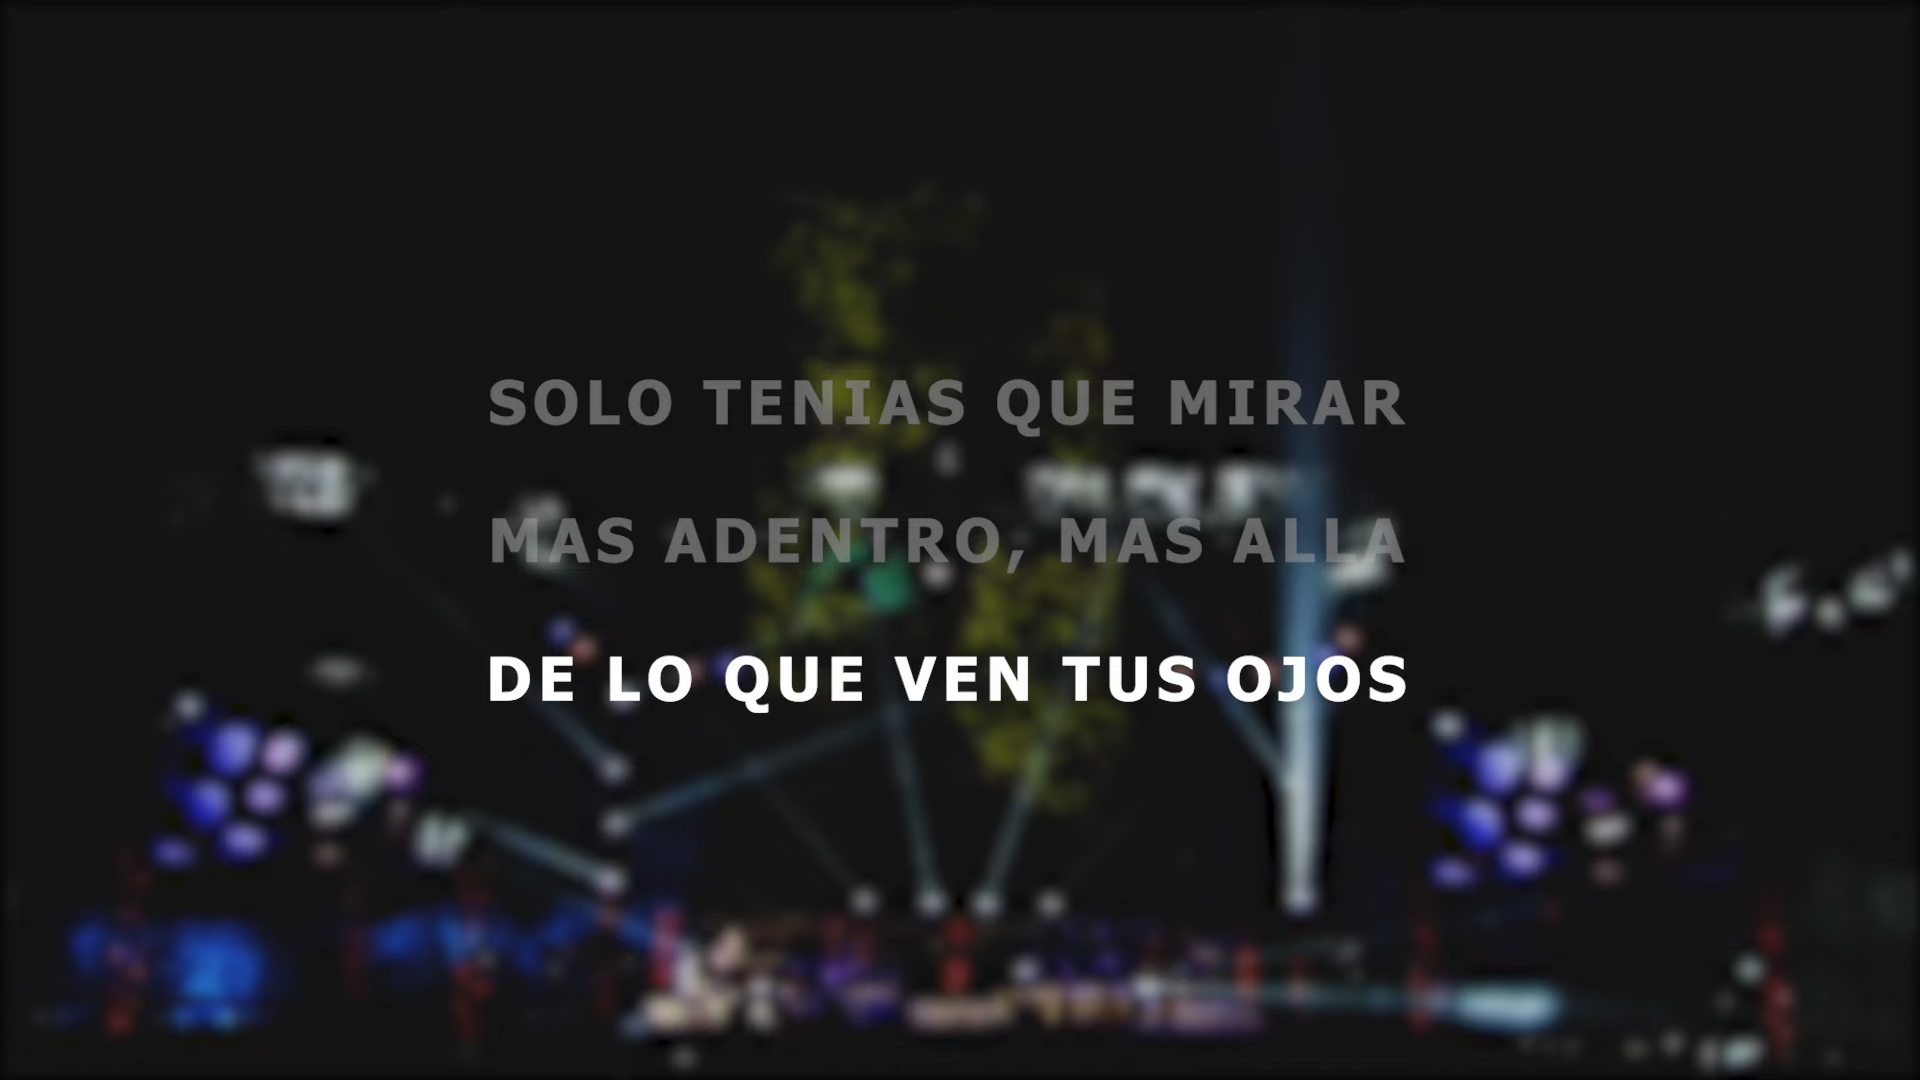 SOLO TENIAS QUE MIRAR
MAS ADENTRO, MAS ALLA
DE LO QUE VEN TUS OJOS